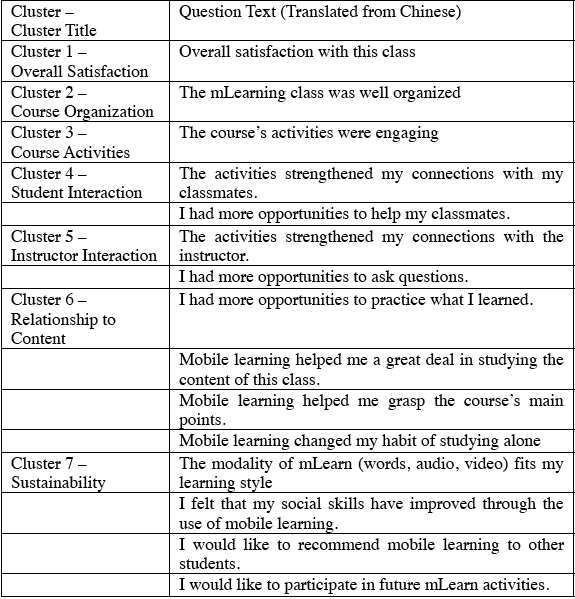 Cluster – Question Text (Translated from Chinese)
Cluster Title
Cluster 1 – Overall satisfaction with this class
Overall Satisfaction
Cluster 2 – The mLearning class was well organized
Course Organization
Cluster 3 – The course's activities were engaging
Course Activities
Cluster 4 – The activities strengthened my connections with my
Student Interaction classmates.
I had more opportunities to help my classmates.
Cluster 5 – The activities strengthened my connections with the
Instructor Interaction instructor.
I had more opportunities to ask questions.
Cluster 6 – I had more opportunities to practice what I learned.
Relationship to
Content
Mobile learning helped me a great deal in studying the
content of this class.
Mobile learning helped me grasp the course's main
points.
Mobile learning changed my habit of studying alone
Cluster 7 – The modality of mLearn (words, audio, video) fits my
Sustainability learning style
I felt that my social skills have improved through the
use of mobile learning.
I would like to recommend mobile learning to other
students.
I would like to participate in future mLearn activities.